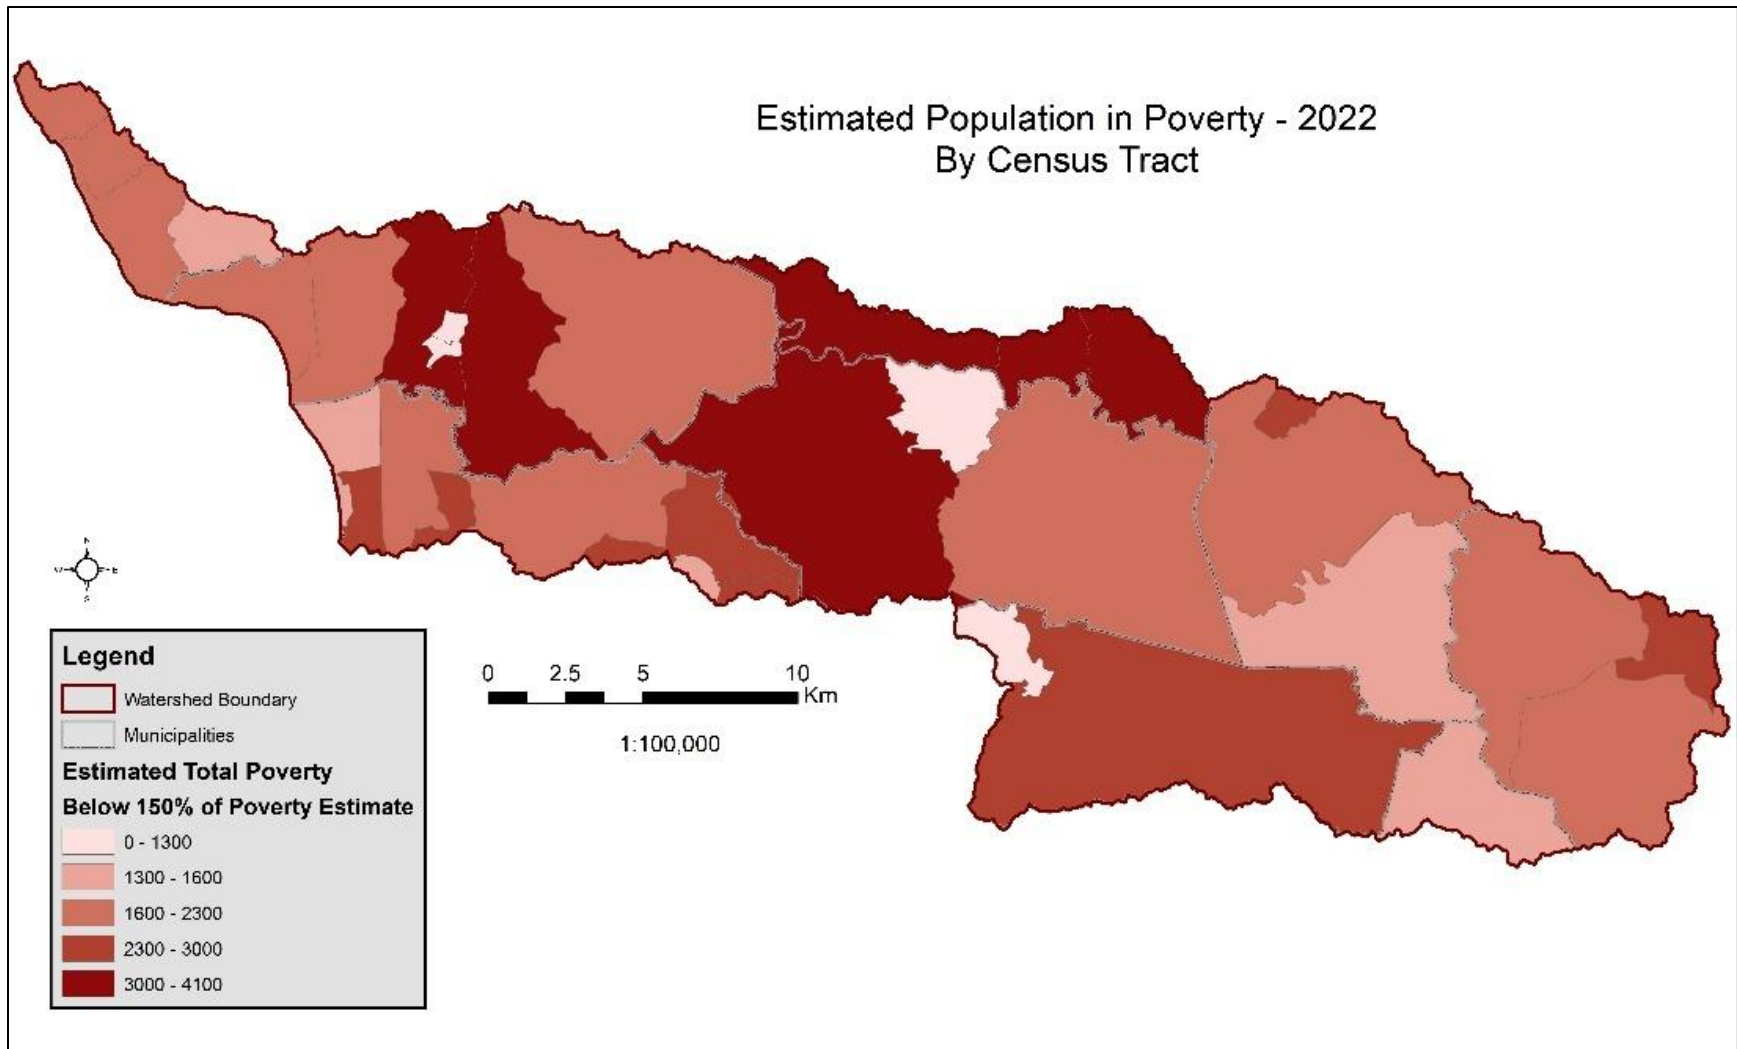 Estimated Population in Poverty - 2022
By Census Tract
N
W
E
S
Legend
Watershed Boundary
Municipalities
Estimated Total Poverty
Below 150% of Poverty Estimate
0 - 1300
1300 - 1600
1600 - 2300
2300 - 3000
3000 - 4100
0 2.5 5 10
Km
1:100,000